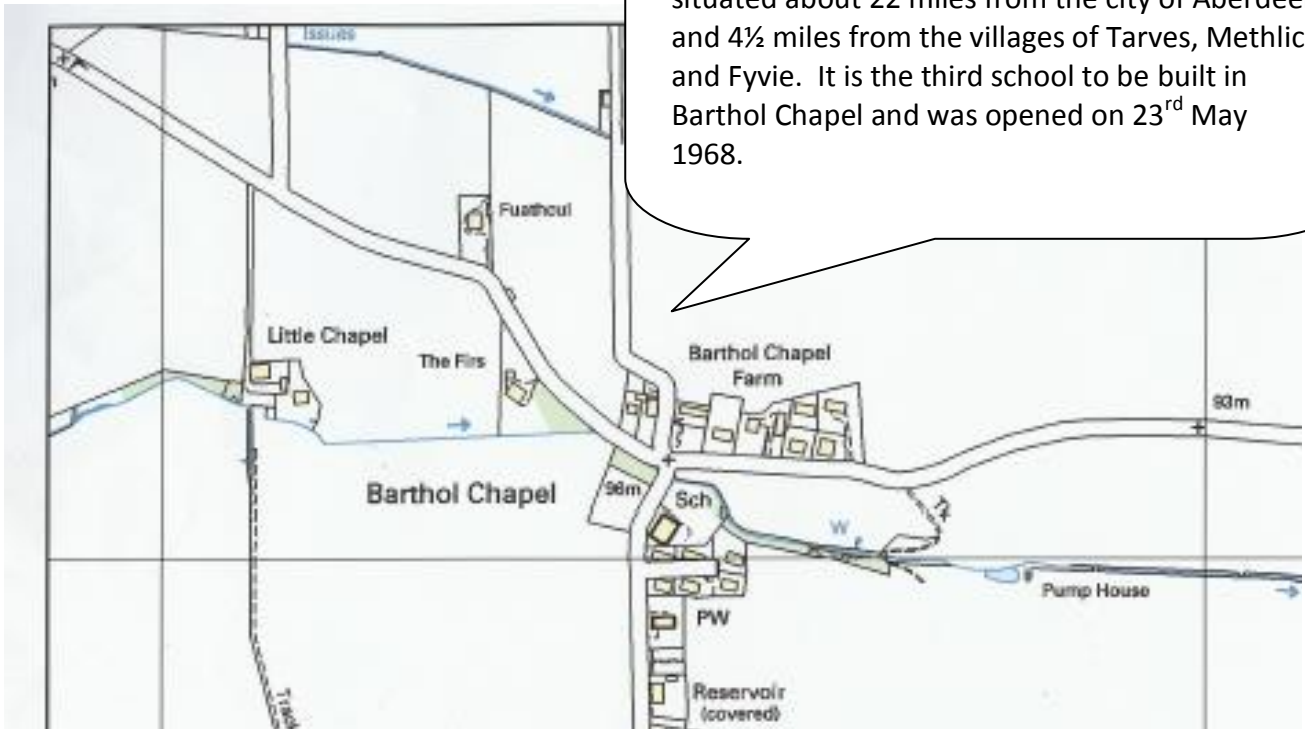 situated about 22 miles from the city of Aberdee
and 4½ miles from the villages of Tarves, Methlic
and Fyvie. It is the third school to be built in
Barthol Chapel and was opened on 23rd May
1968.
Issues
Fuathoul
Little Chapel
The Firs
Barthol Chapel
Farm
93m
Barthol Chapel
96m
Sch
Tk
W
Pump House
PW
Reservoir
(covered)
Track